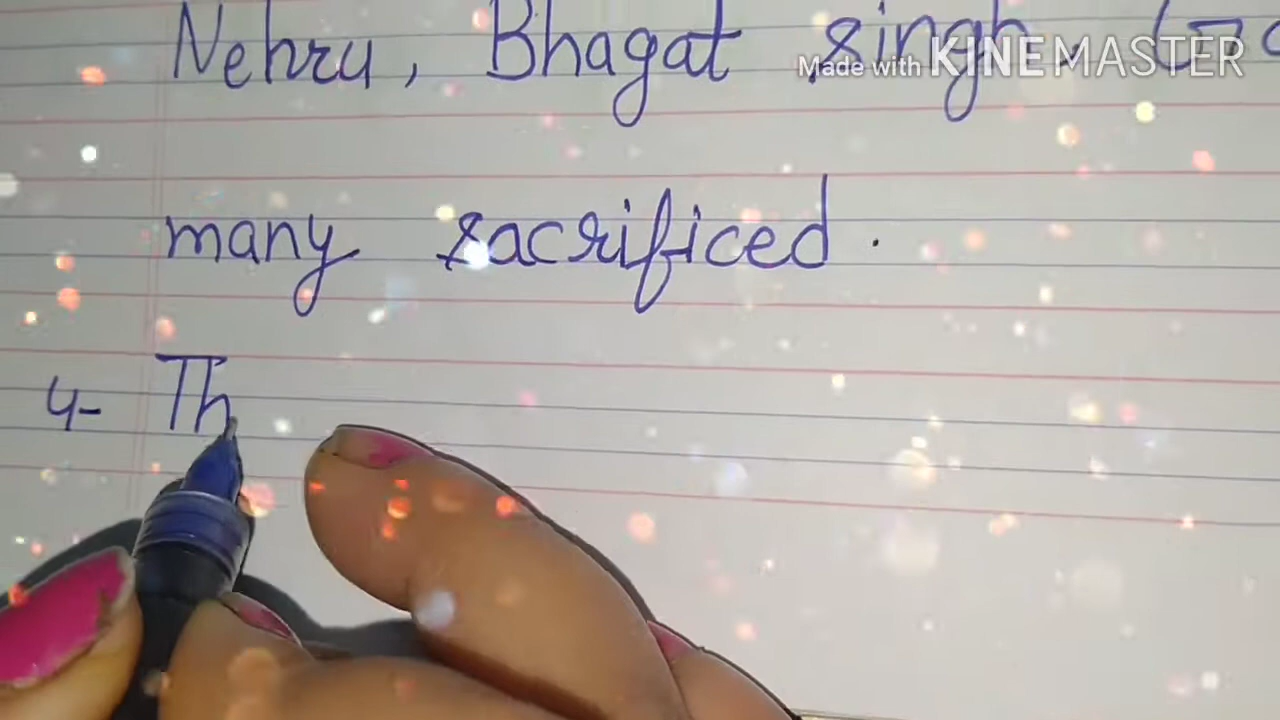 Nehru, Bhagat singh,
Made with KINEMASTER
many sacrificed.
4- Th